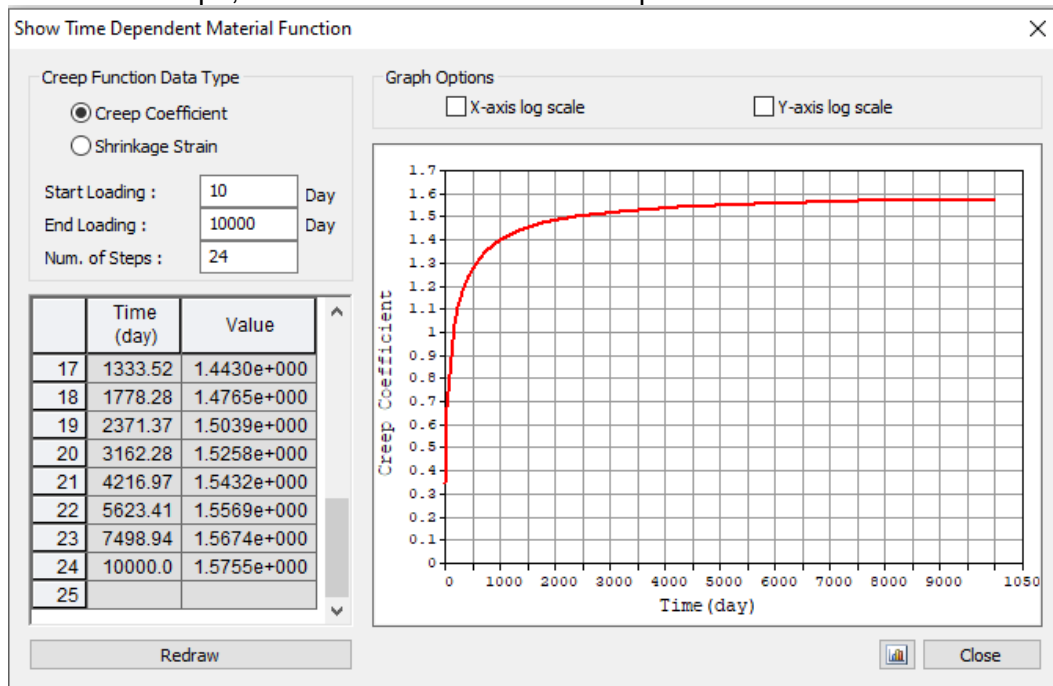 Show Time Dependent Material Function
Creep Function Data Type
Creep Coefficient
Shrinkage Strain
Start Loading : 10 Day
End Loading : 10000 Day
Num. of Steps : 24
Time (day) Value
17 1333.52 1.4430e+000
18 1778.28 1.4765e+000
19 2371.37 1.5039e+000
20 3162.28 1.5258e+000
21 4216.97 1.5432e+000
22 5623.41 1.5569e+000
23 7498.94 1.5674e+000
24 10000.0 1.5755e+000
25
Redraw
Graph Options
X-axis log scale Y-axis log scale
1.7
1.6
1.5
1.4
1.3
1.2
1.1
1
0.9
0.8
0.7
0.6
0.5
0.4
0.3
0.2
0.1
0
Creep Coefficient
0 1000 2000 3000 4000 5000 6000 7000 8000 9000 1050
Time(day)
Close